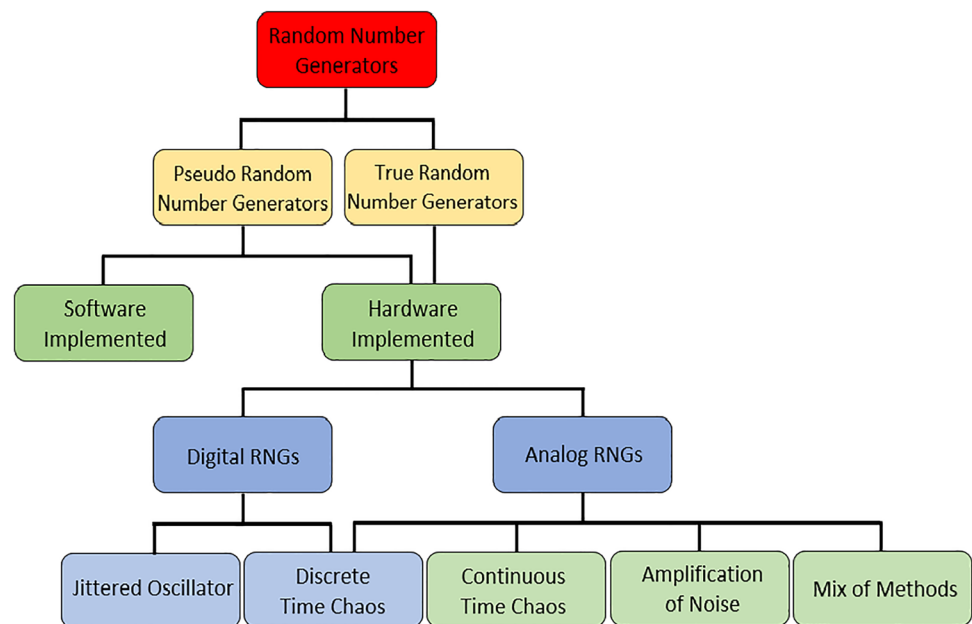 Random Number
Generators
Pseudo Random
Number Generators
True Random
Number Generators
Software
Implemented
Hardware
Implemented
Digital RNGs
Analog RNGs
Jittered Oscillator
Discrete
Time Chaos
Continuous
Time Chaos
Amplification
of Noise
Mix of Methods